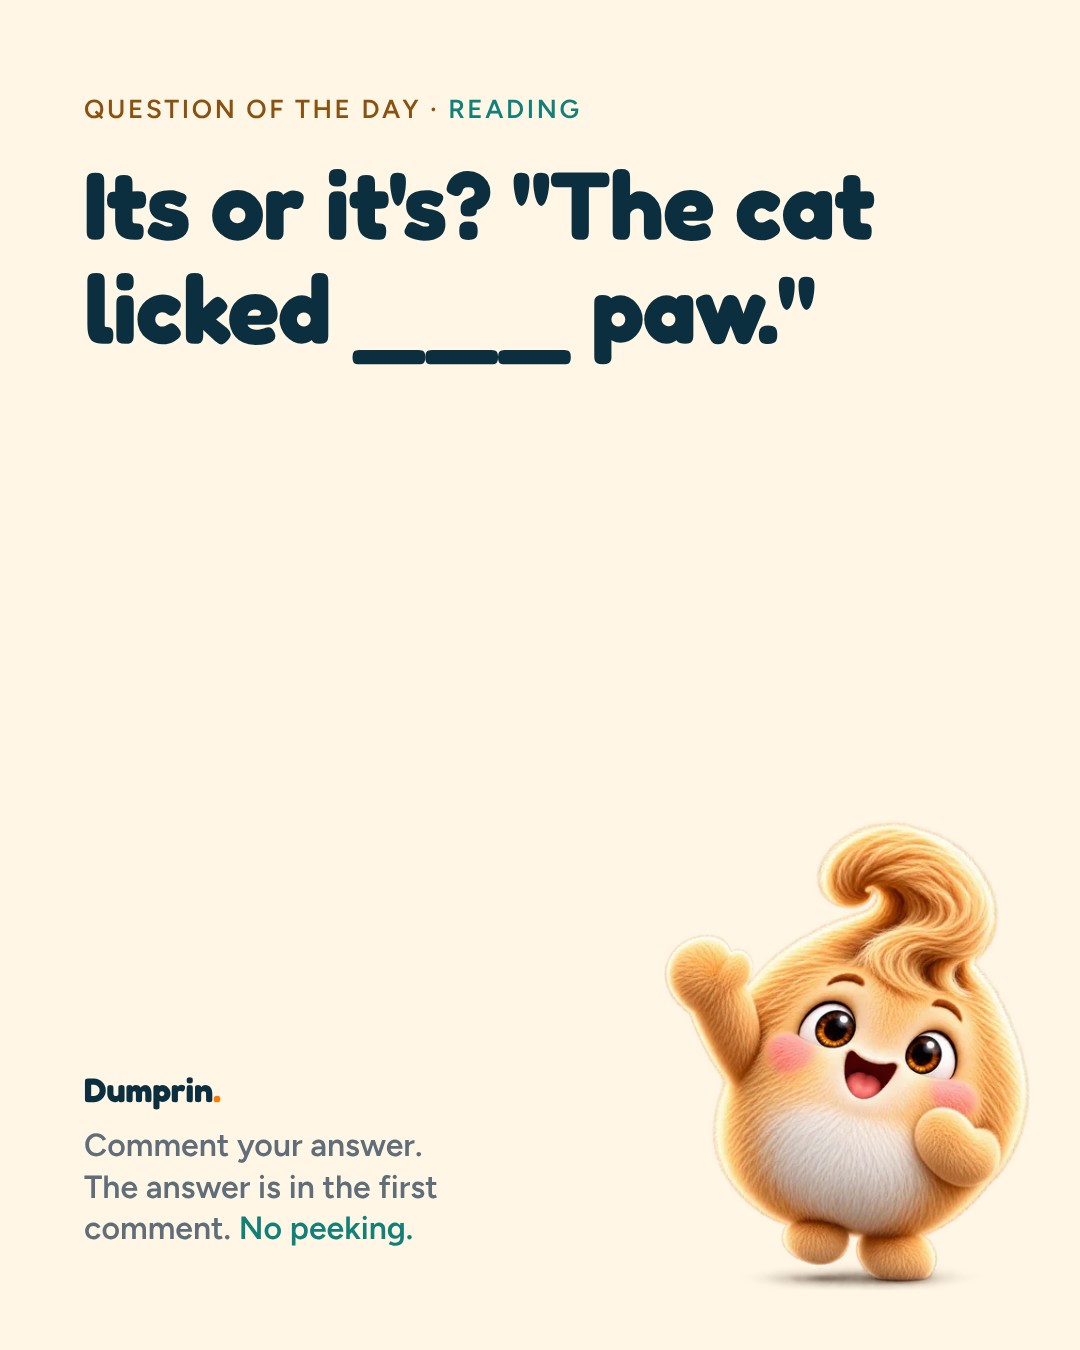 QUESTION OF THE DAY · READING
Its or it's? "The cat
licked ___ paw."
Dumprin.
Comment your answer.
The answer is in the first
comment. No peeking.